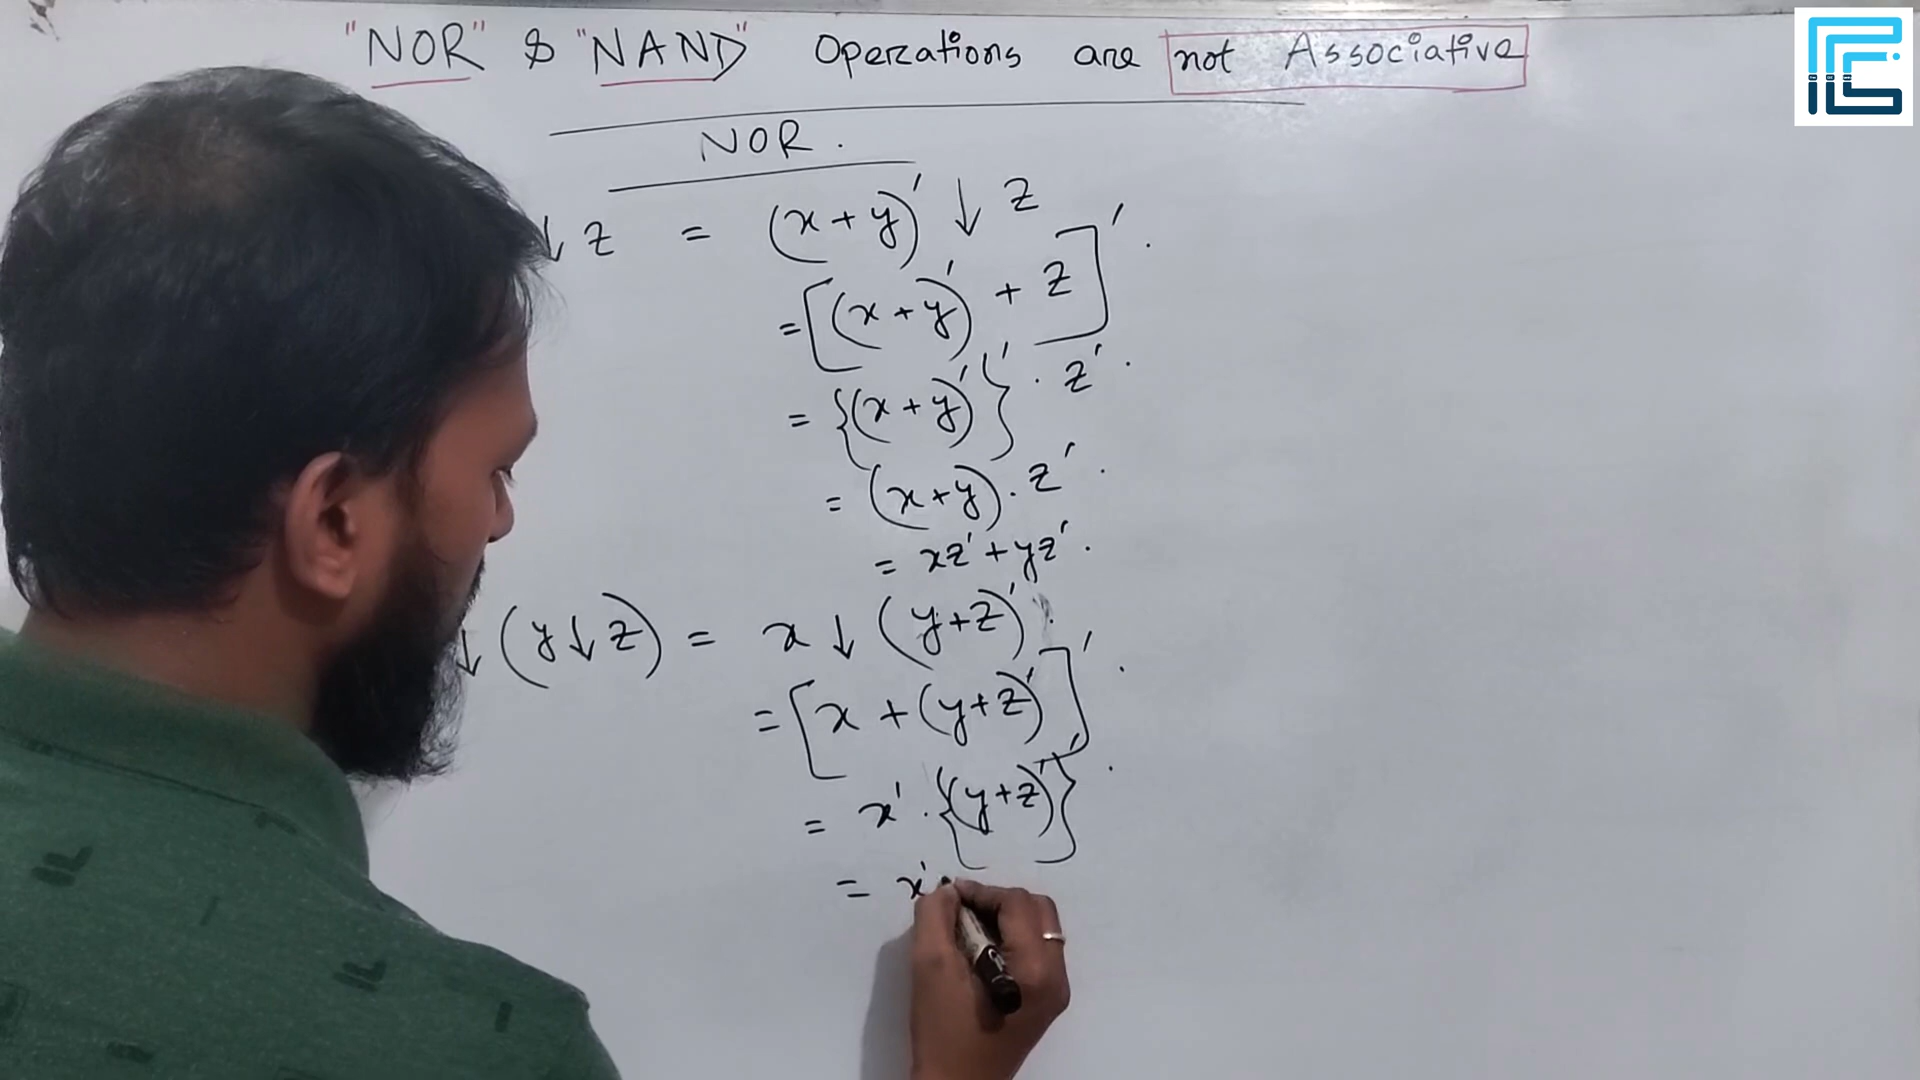 "NOR" & "NAND" Operations are not Associative
NOR.
↓ z = (x+y)' ↓ z
= [(x+y)' + z]'.
= {(x+y)'}' . z'.
= (x+y) . z'.
= xz' + yz'.
↓ (y↓z) = x ↓ (y+z)'.
= [x + (y+z)']'.
= x' . {(y+z)'}'.
= x' .